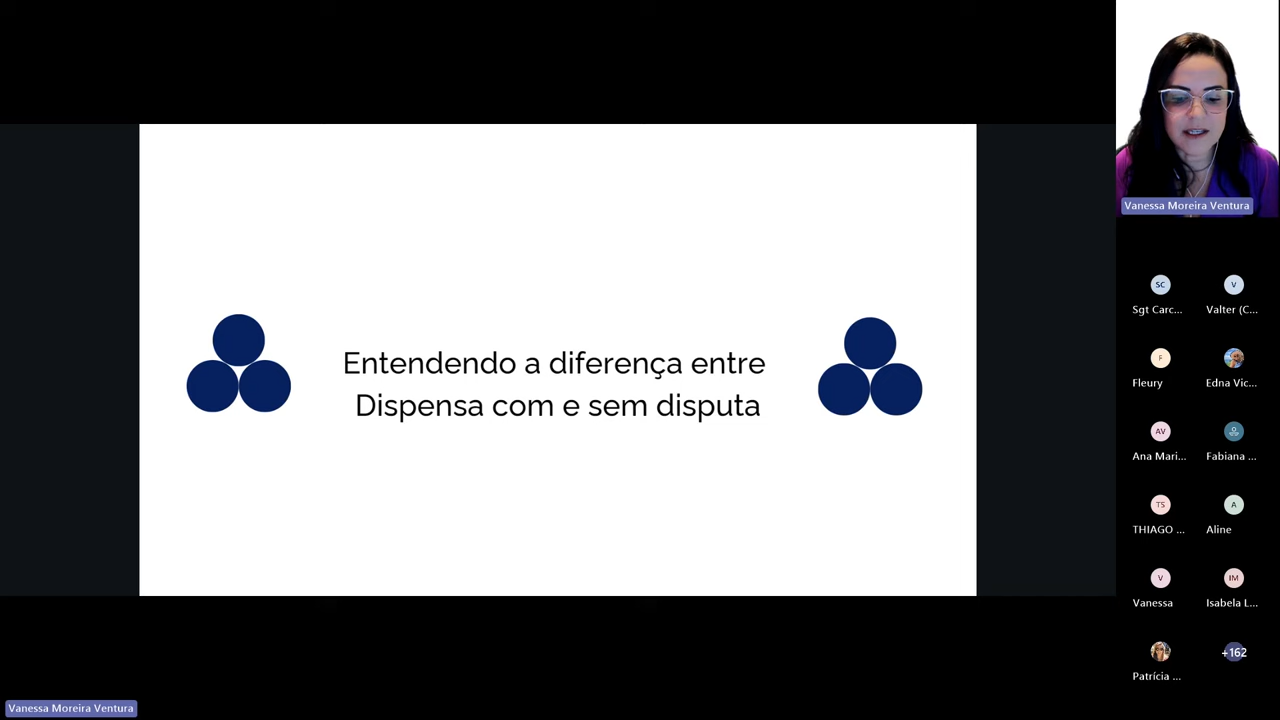 Entendendo a diferença entre
Dispensa com e sem disputa
Vanessa Moreira Ventura
SC
Sgt Carc...
V
Valter (C...
F
Fleury
Edna Vic...
AV
Ana Mari...
Fabiana ...
TS
THIAGO ...
A
Aline
V
Vanessa
IM
Isabela L...
Patrícia ...
+162
Vanessa Moreira Ventura